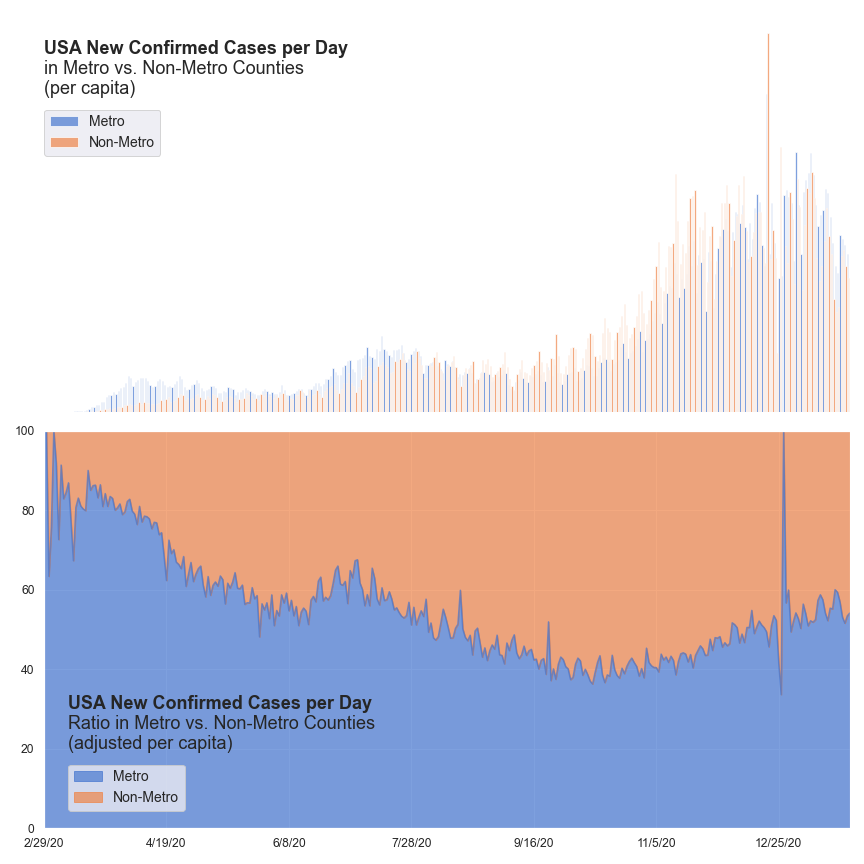 USA New Confirmed Cases per Day
in Metro vs. Non-Metro Counties
(per capita)
Metro
Non-Metro
100
80
60
40
20
0
USA New Confirmed Cases per Day
Ratio in Metro vs. Non-Metro Counties
(adjusted per capita)
Metro
Non-Metro
2/29/20 4/19/20 6/8/20 7/28/20 9/16/20 11/5/20 12/25/20